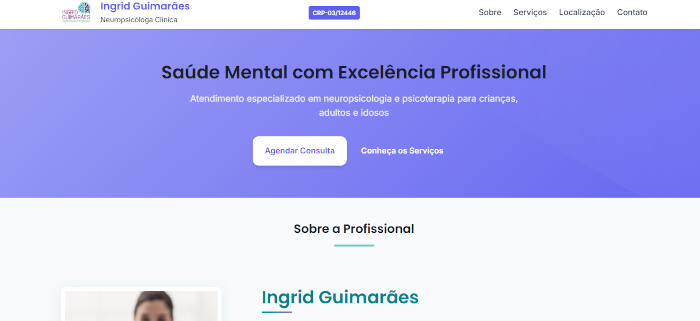 INGRID
GUIMARÃES
Ingrid Guimarães
Neuropsicóloga Clínica
CRP-03/12446
Sobre
Serviços
Localização
Contato
Saúde Mental com Excelência Profissional
Atendimento especializado em neuropsicologia e psicoterapia para crianças,
adultos e idosos
Agendar Consulta
Conheça os Serviços
Sobre a Profissional
Ingrid Guimarães